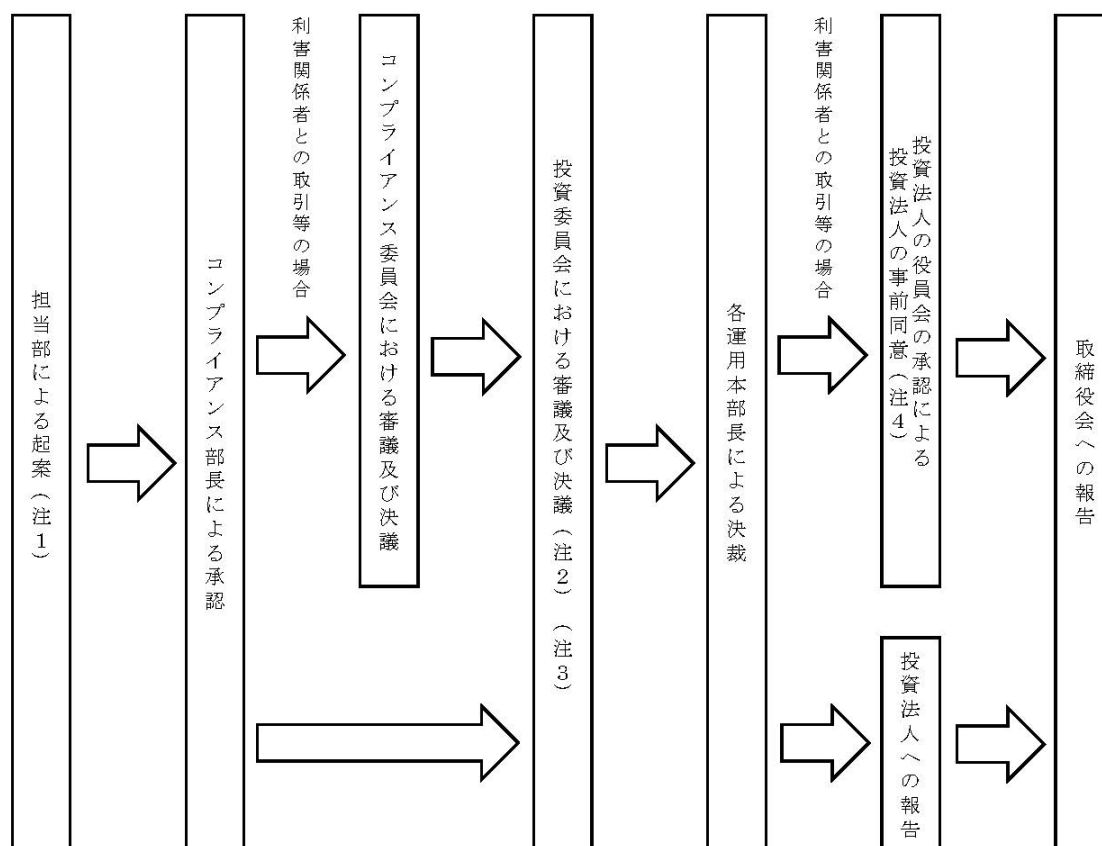 担当部による起案（注１）
コンプライアンス部長による承認
利害関係者との取引等の場合
コンプライアンス委員会における審議及び決議
投資委員会における審議及び決議（注２）（注３）
各運用本部長による決裁
利害関係者との取引等の場合
投資法人の役員会の承認による
投資法人の事前同意（注４）
投資法人への報告
取締役会への報告